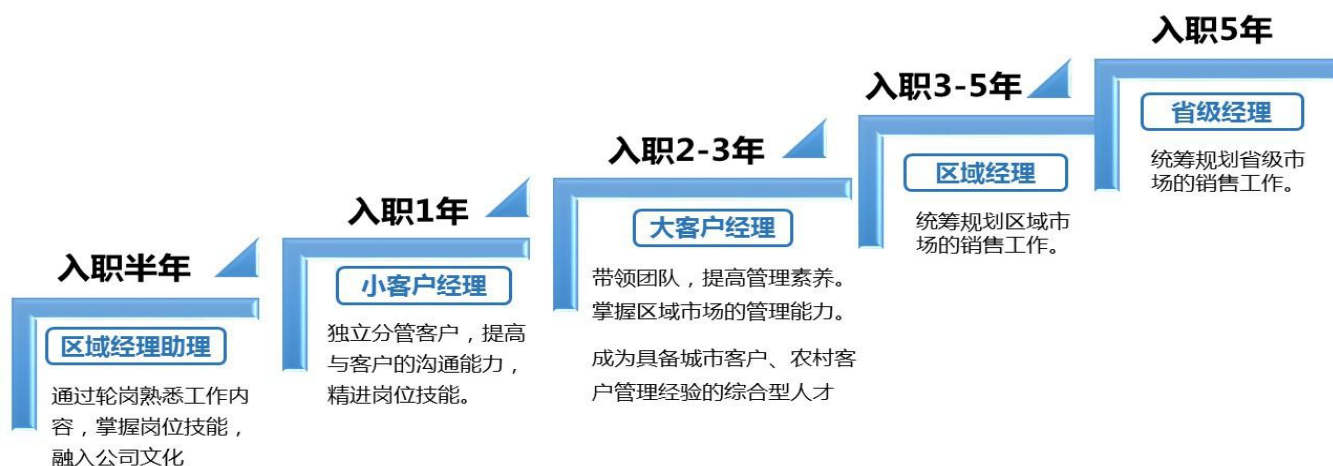 入职半年
区域经理助理
通过轮岗熟悉工作内
容，掌握岗位技能，
融入公司文化
入职1年
小客户经理
独立分管客户，提高
与客户的沟通能力，
精进岗位技能。
入职2-3年
大客户经理
带领团队，提高管理素养。
掌握区域市场的管理能力。
成为具备城市客户、农村客
户管理经验的综合型人才
入职3-5年
区域经理
统筹规划区域市
场的销售工作。
入职5年
省级经理
统筹规划省级市
场的销售工作。